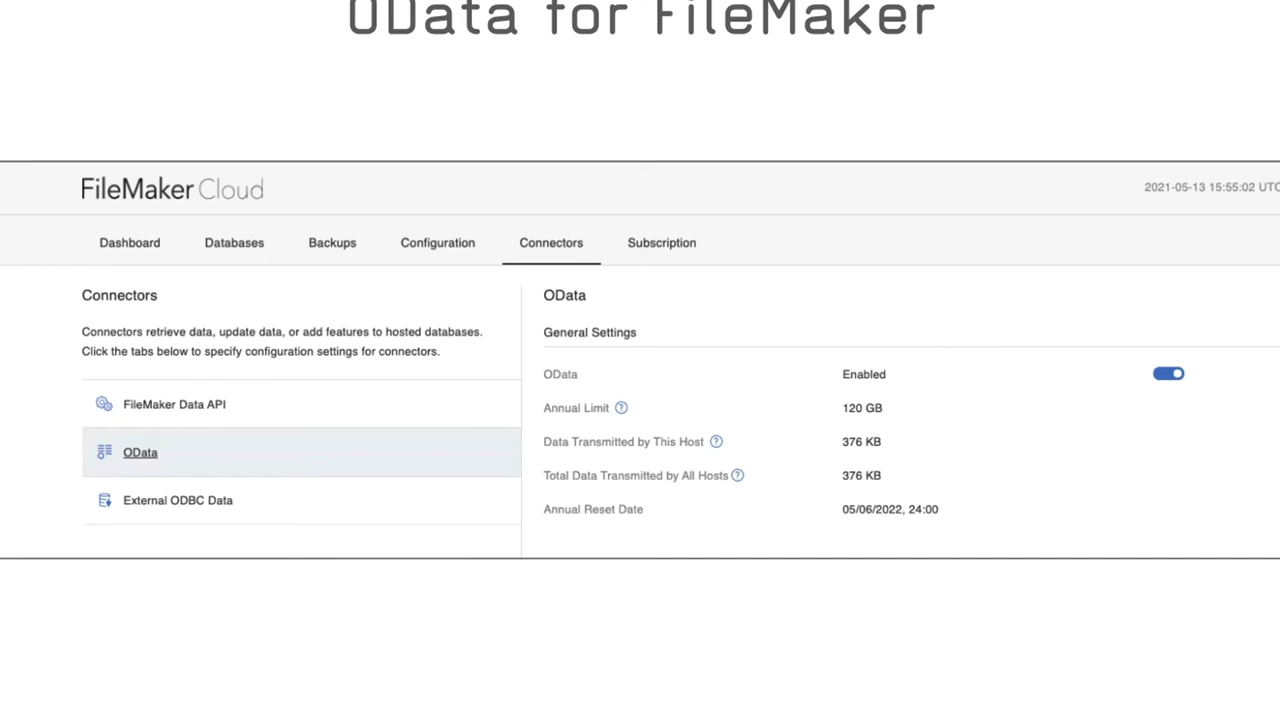 OData for FileMaker
FileMaker Cloud
2021-05-13 15:55:02 UTC
Dashboard Databases Backups Configuration Connectors Subscription
Connectors
Connectors retrieve data, update data, or add features to hosted databases.
Click the tabs below to specify configuration settings for connectors.
FileMaker Data API
OData
External ODBC Data
OData
General Settings
OData Enabled
Annual Limit ? 120 GB
Data Transmitted by This Host ? 376 KB
Total Data Transmitted by All Hosts ? 376 KB
Annual Reset Date 05/06/2022, 24:00